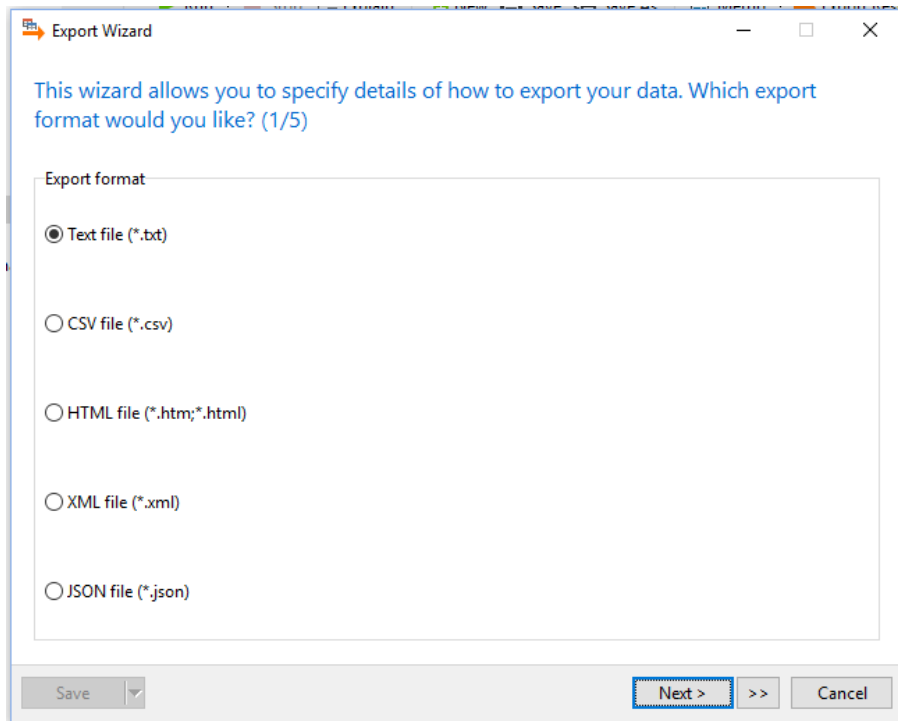 Export Wizard
This wizard allows you to specify details of how to export your data. Which export
format would you like? (1/5)
Export format
Text file (*.txt)
CSV file (*.csv)
HTML file (*.htm;*.html)
XML file (*.xml)
JSON file (*.json)
Save
Next >
>>
Cancel